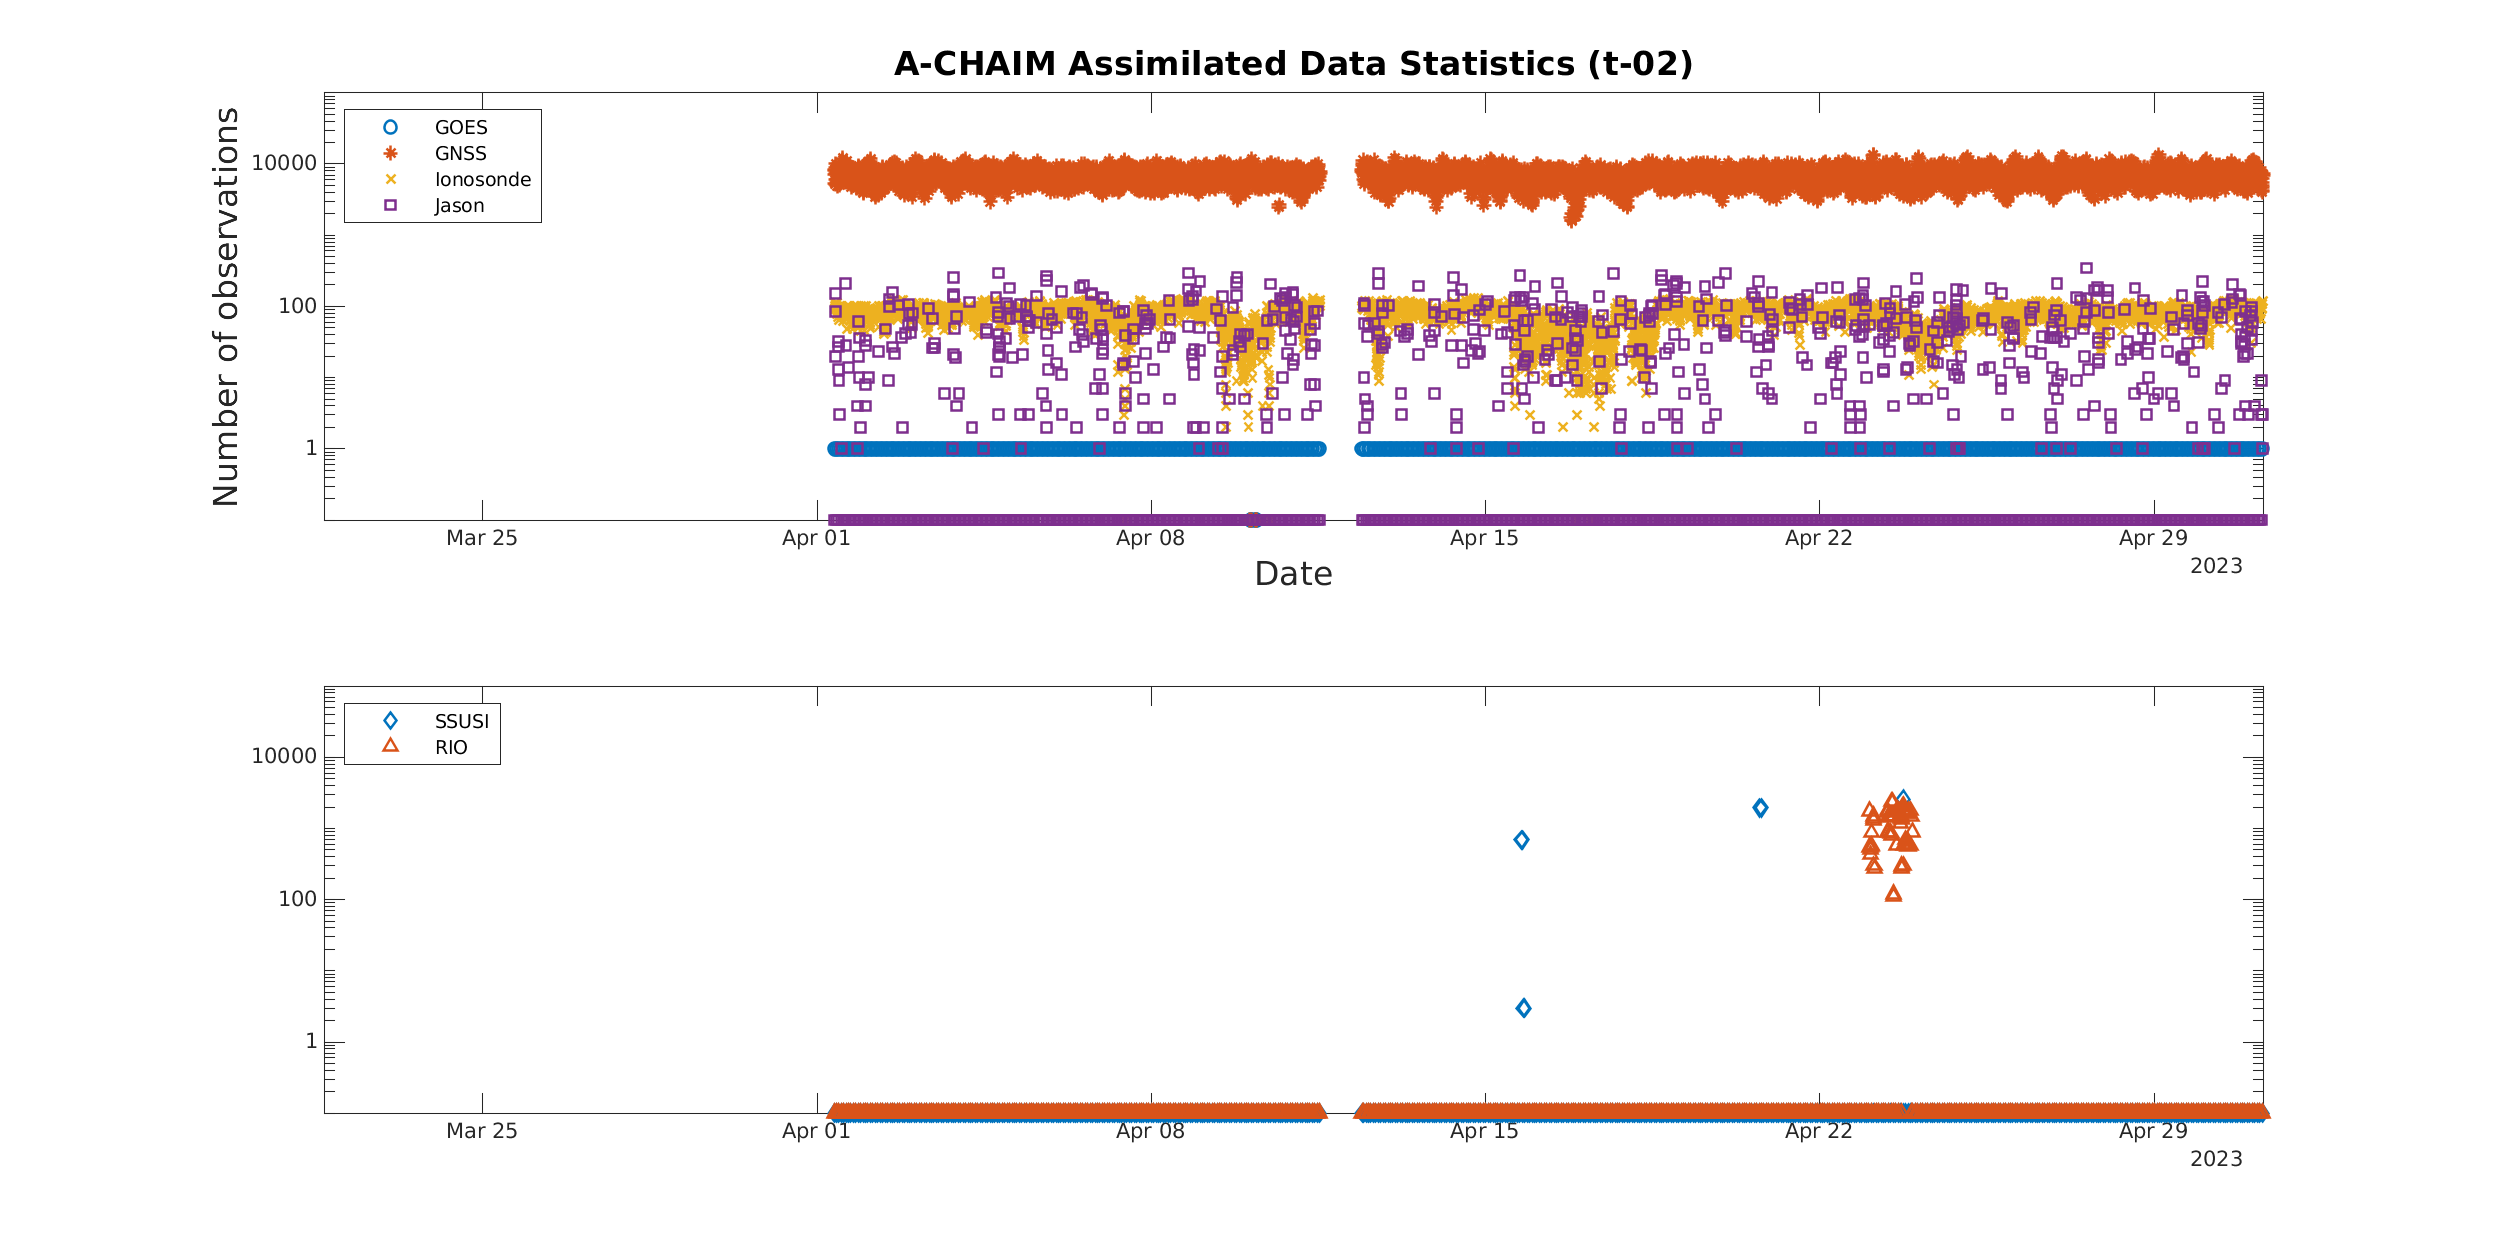 A-CHAIM Assimilated Data Statistics (t-02)
Number of observations
10000
100
1
GOES
GNSS
Ionosonde
Jason
Mar 25
Apr 01
Apr 08
Apr 15
Apr 22
Apr 29
2023
Date
10000
100
1
SSUSI
RIO
Mar 25
Apr 01
Apr 08
Apr 15
Apr 22
Apr 29
2023